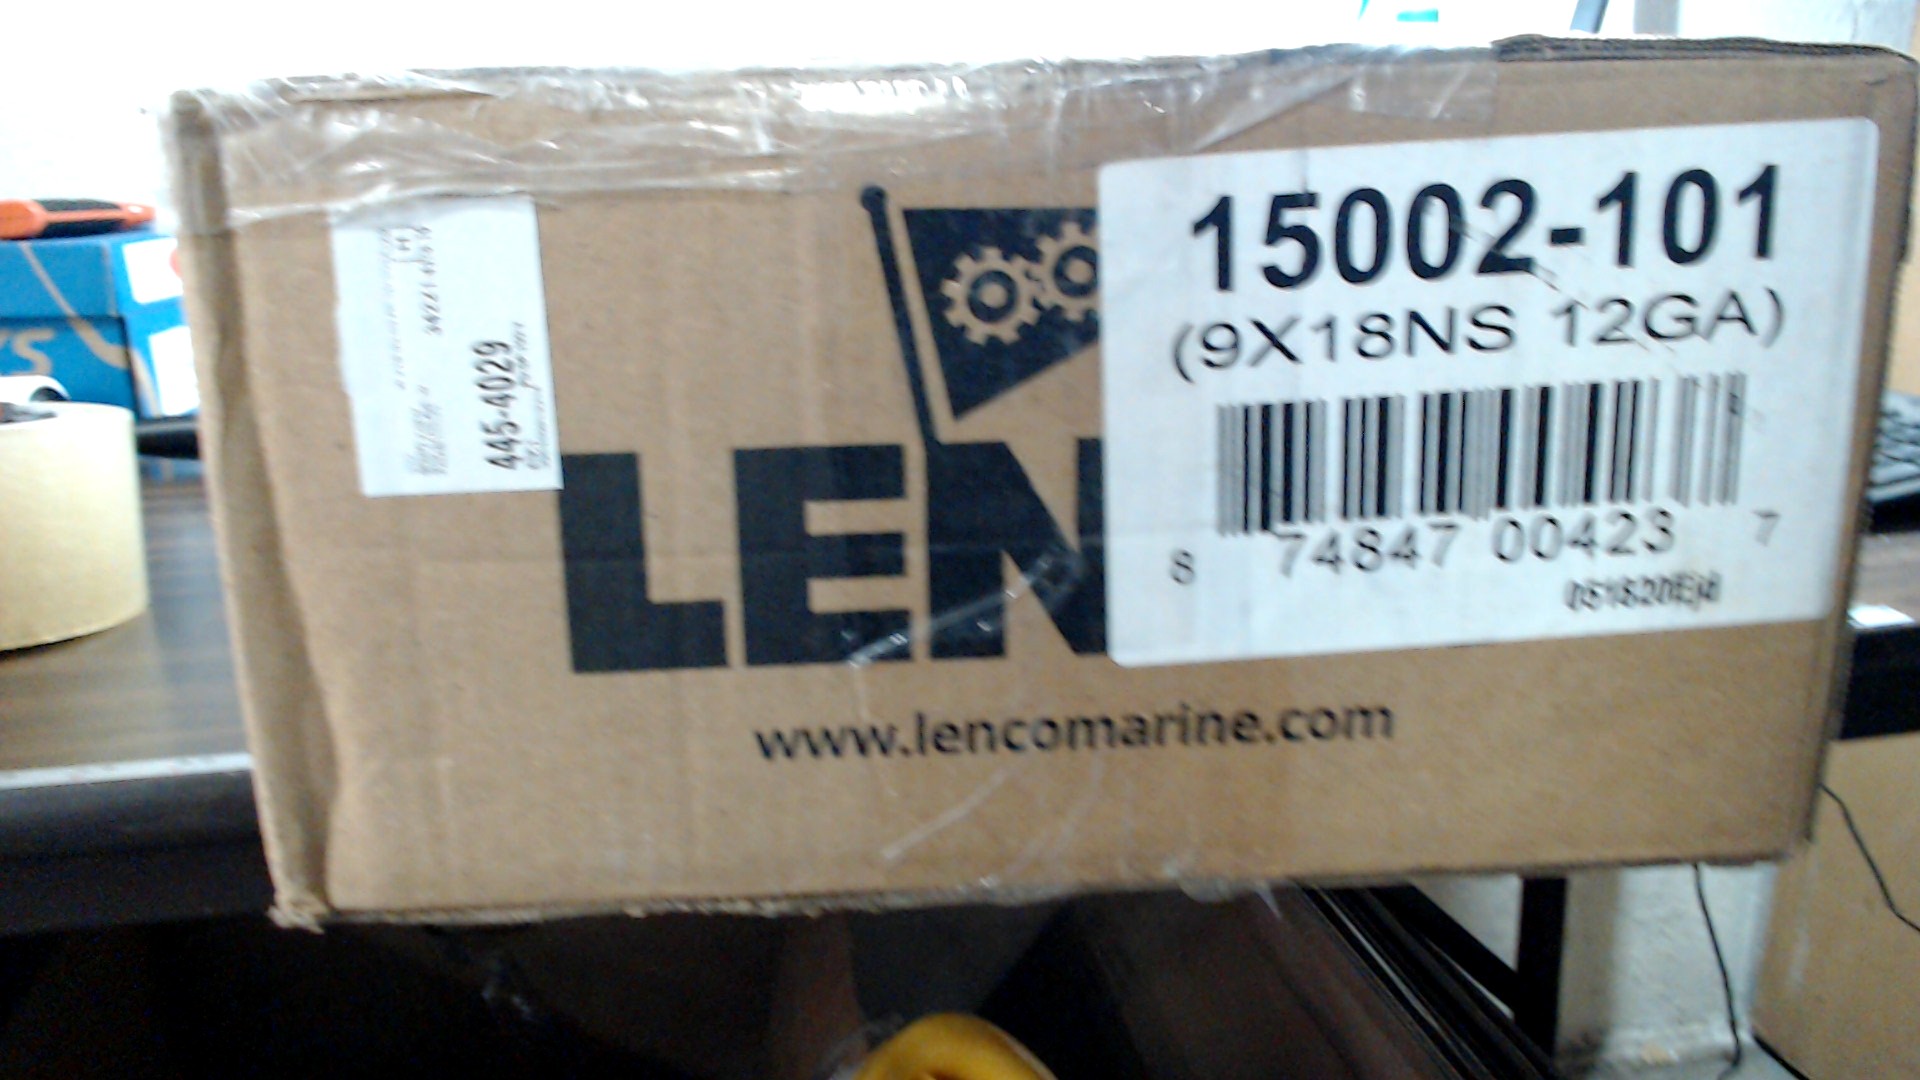 445-4029
LEN
www.lencomarine.com
15002-101
(9X18NS 12GA)
8 74847 00423 7